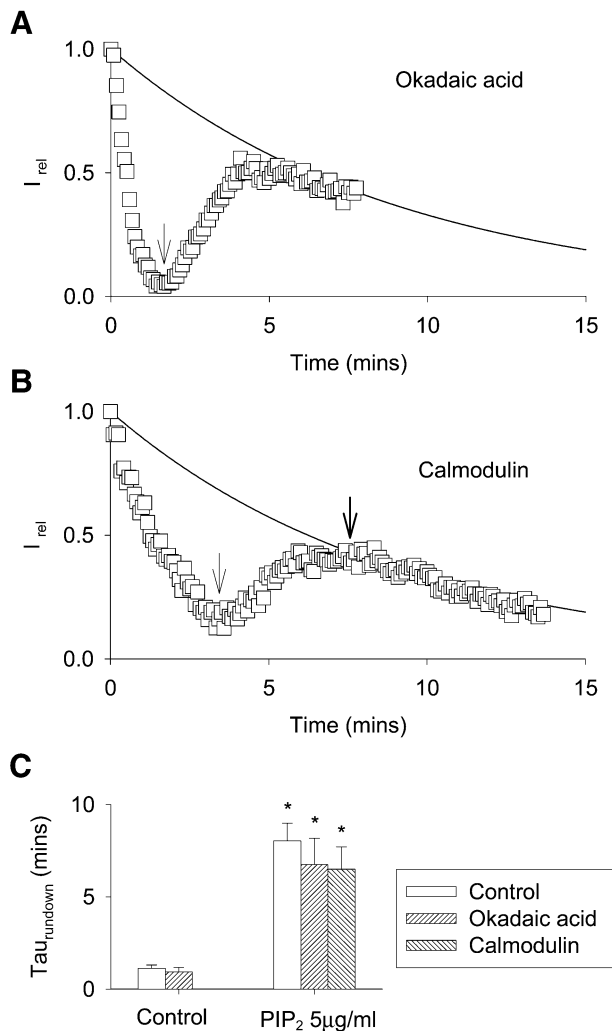 A
1.0
0.5
0.0
I rel
Okadaic acid
0 5 10 15
Time (mins)
B
1.0
0.5
0.0
I rel
Calmodulin
0 5 10 15
Time (mins)
C
10
5
0
Tau rundown (mins)
* * *
Control PIP2 5μg/ml
Control
Okadaic acid
Calmodulin